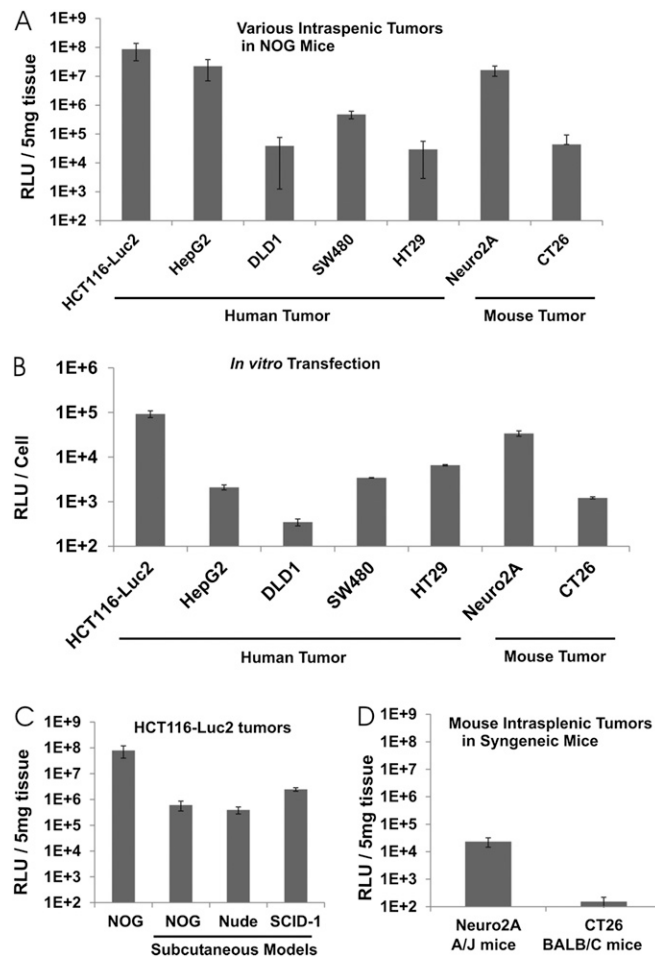 A
Various Intraspenic Tumors
in NOG Mice
RLU / 5mg tissue
1E+9
1E+8
1E+7
1E+6
1E+5
1E+4
1E+3
1E+2
HCT116-Luc2
HepG2
DLD1
SW480
HT29
Neuro2A
CT26
Human Tumor
Mouse Tumor
B
In vitro Transfection
RLU / Cell
1E+6
1E+5
1E+4
1E+3
1E+2
HCT116-Luc2
HepG2
DLD1
SW480
HT29
Neuro2A
CT26
Human Tumor
Mouse Tumor
C
HCT116-Luc2 tumors
RLU / 5mg tissue
1E+9
1E+8
1E+7
1E+6
1E+5
1E+4
1E+3
1E+2
NOG
NOG
Nude
SCID-1
Subcutaneous Models
D
Mouse Intrasplenic Tumors
in Syngeneic Mice
RLU / 5mg tissue
1E+9
1E+8
1E+7
1E+6
1E+5
1E+4
1E+3
1E+2
Neuro2A
A/J mice
CT26
BALB/C mice